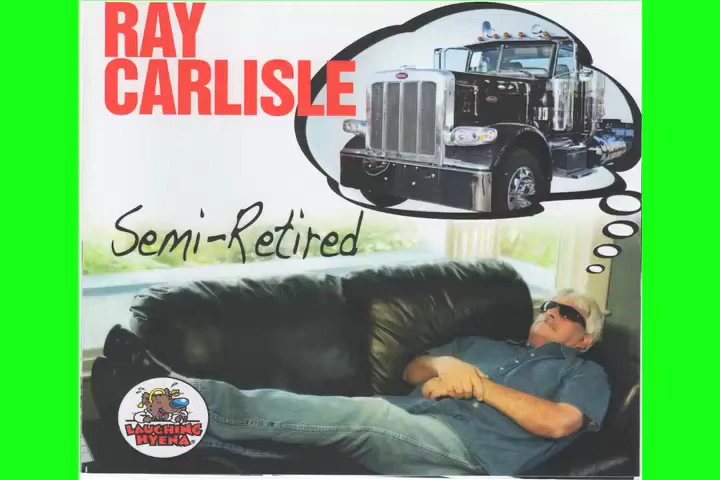 RAY
CARLISLE
Semi-Retired
LAUGHING
HYENA